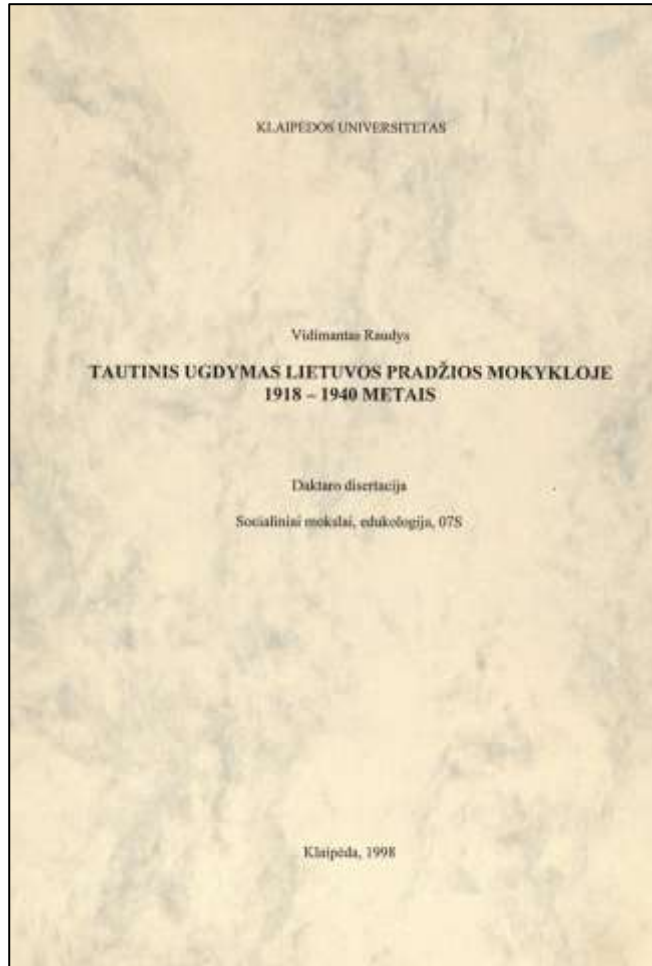 KLAIPĖDOS UNIVERSITETAS
Vidimantas Raudys
TAUTINIS UGDYMAS LIETUVOS PRADŽIOS MOKYKLOJE
1918 – 1940 METAIS
Daktaro disertacija
Socialiniai mokslai, edukologija, 07S
Klaipėda, 1998